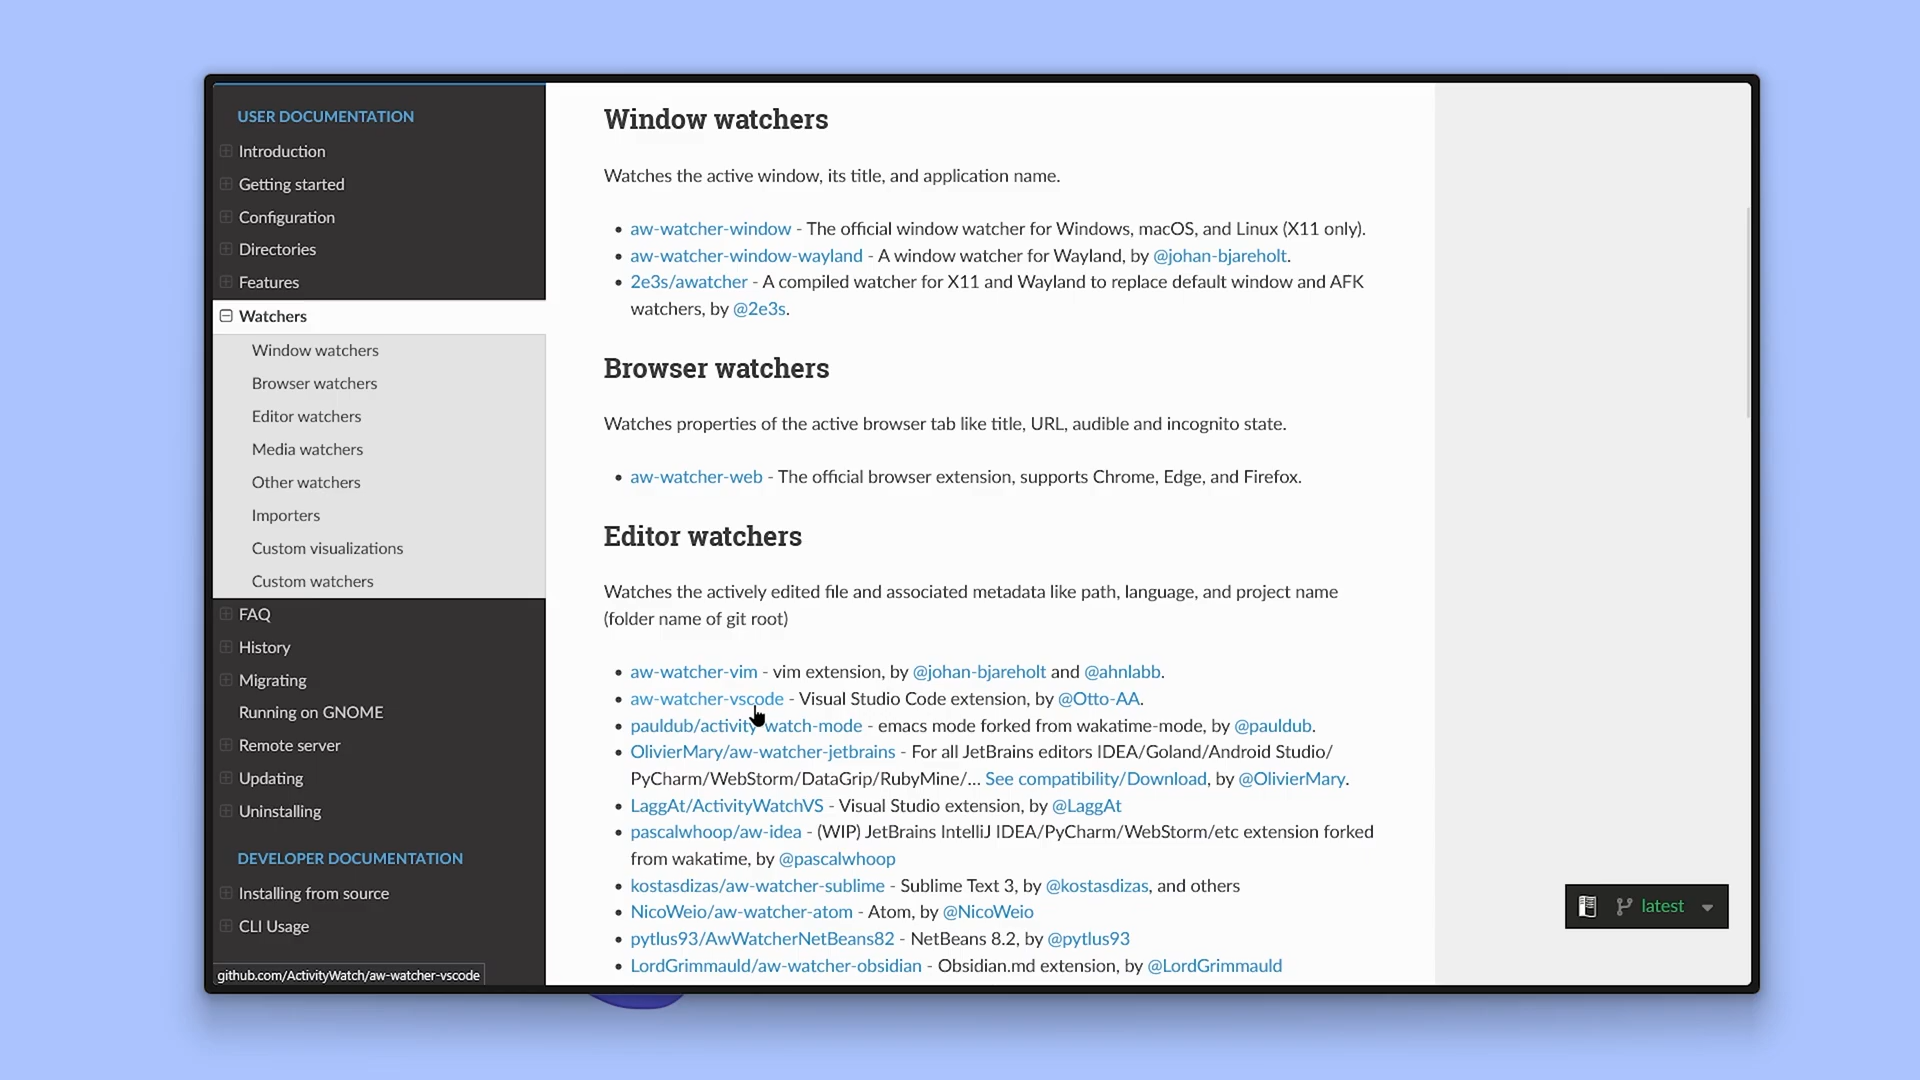 USER DOCUMENTATION
Introduction
Getting started
Configuration
Directories
Features
Watchers
Window watchers
Browser watchers
Editor watchers
Media watchers
Other watchers
Importers
Custom visualizations
Custom watchers
FAQ
History
Migrating
Running on GNOME
Remote server
Updating
Uninstalling
DEVELOPER DOCUMENTATION
Installing from source
CLI Usage
github.com/ActivityWatch/aw-watcher-vscode
Window watchers
Watches the active window, its title, and application name.
• aw-watcher-window - The official window watcher for Windows, macOS, and Linux (X11 only).
• aw-watcher-window-wayland - A window watcher for Wayland, by @johan-bjareholt.
• 2e3s/awatcher - A compiled watcher for X11 and Wayland to replace default window and AFK
watchers, by @2e3s.
Browser watchers
Watches properties of the active browser tab like title, URL, audible and incognito state.
• aw-watcher-web - The official browser extension, supports Chrome, Edge, and Firefox.
Editor watchers
Watches the actively edited file and associated metadata like path, language, and project name
(folder name of git root)
• aw-watcher-vim - vim extension, by @johan-bjareholt and @ahnlabb.
• aw-watcher-vscode - Visual Studio Code extension, by @Otto-AA.
• pauldub/activity-watch-mode - emacs mode forked from wakatime-mode, by @pauldub.
• OlivierMary/aw-watcher-jetbrains - For all JetBrains editors IDEA/Goland/Android Studio/
PyCharm/WebStorm/DataGrip/RubyMine/... See compatibility/Download, by @OlivierMary.
• LaggAt/ActivityWatchVS - Visual Studio extension, by @LaggAt
• pascalwhoop/aw-idea - (WIP) JetBrains IntelliJ IDEA/PyCharm/WebStorm/etc extension forked
from wakatime, by @pascalwhoop
• kostasdizas/aw-watcher-sublime - Sublime Text 3, by @kostasdizas, and others
• NicoWeio/aw-watcher-atom - Atom, by @NicoWeio
• pytlus93/AwWatcherNetBeans82 - NetBeans 8.2, by @pytlus93
• LordGrimmauld/aw-watcher-obsidian - Obsidian.md extension, by @LordGrimmauld
latest